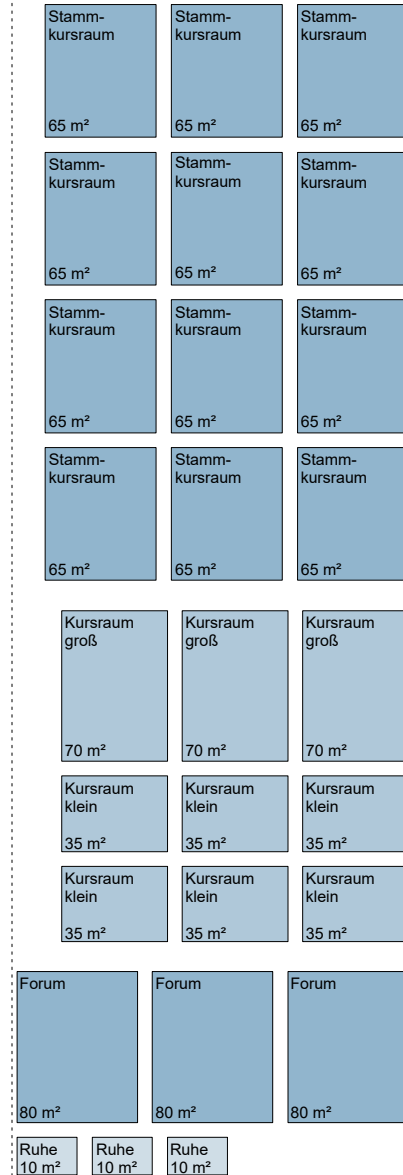 Stamm- Stamm- Stamm-
kursraum kursraum kursraum
65 m² 65 m² 65 m²
Stamm- Stamm- Stamm-
kursraum kursraum kursraum
65 m² 65 m² 65 m²
Stamm- Stamm- Stamm-
kursraum kursraum kursraum
65 m² 65 m² 65 m²
Stamm- Stamm- Stamm-
kursraum kursraum kursraum
65 m² 65 m² 65 m²
Kursraum Kursraum Kursraum
groß groß groß
70 m² 70 m² 70 m²
Kursraum Kursraum Kursraum
klein klein klein
35 m² 35 m² 35 m²
Kursraum Kursraum Kursraum
klein klein klein
35 m² 35 m² 35 m²
Forum Forum Forum
80 m² 80 m² 80 m²
Ruhe Ruhe Ruhe
10 m² 10 m² 10 m²